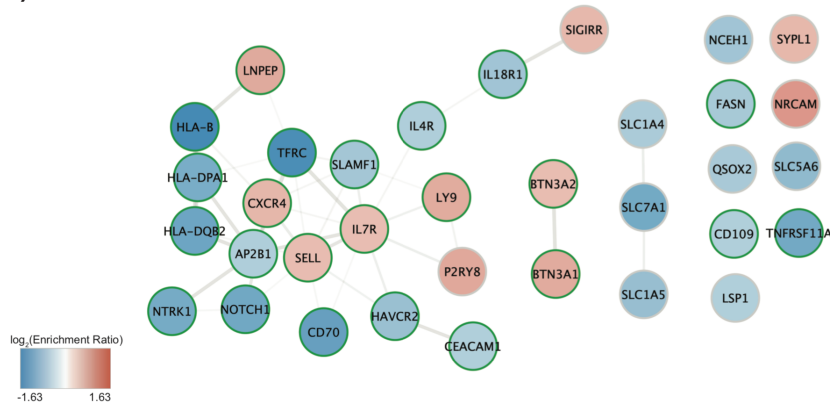 SIGIRR
NCEH1
SYPL1
LNPEP
IL18R1
FASN
NRCAM
HLA-B
IL4R
SLC1A4
TFRC
SLAMF1
HLA-DPA1
QSOX2
SLC5A6
BTN3A2
LY9
CXCR4
SLC7A1
IL7R
HLA-DQB2
CD109
TNFRSF11A
AP2B1
SELL
P2RY8
BTN3A1
SLC1A5
LSP1
NTRK1
NOTCH1
HAVCR2
CD70
CEACAM1
log2(Enrichment Ratio)
-1.63 1.63